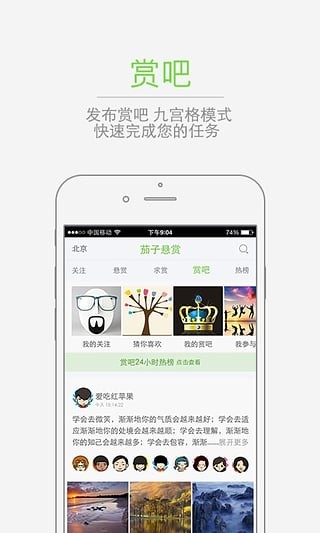 赏吧
发布赏吧 九宫格模式
快速完成您的任务
中国移动
下午9:04
北京
茄子悬赏
关注
悬赏
求赏
赏吧
热榜
我的关注
猜你喜欢
我的赏吧
我参与
赏吧24小时热榜 点击查看
爱吃红苹果
学会去微笑，渐渐地你的气质会越来越好；学会去适
应渐渐地你的处境会越来越顺；学会去理解，渐渐
地你的知己会越来越多；学会去包容，渐渐......展开更多